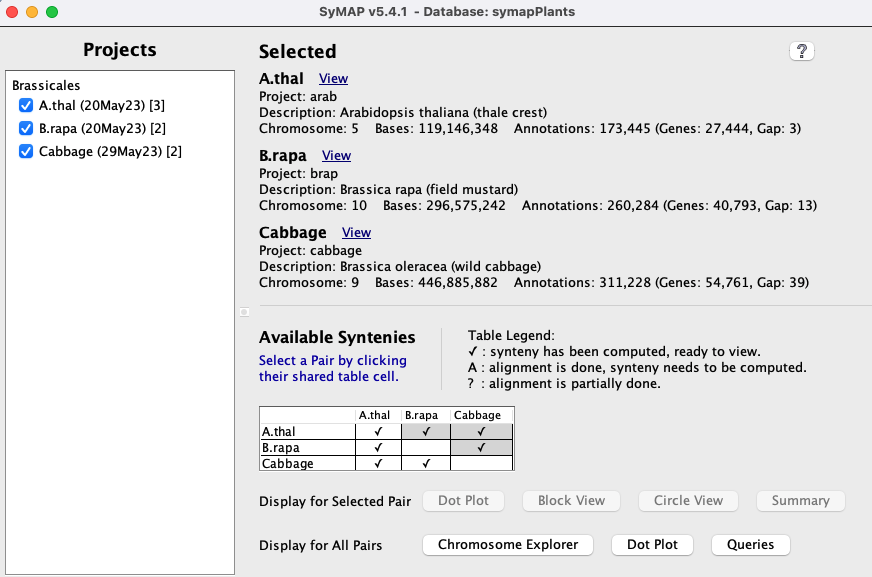 SyMAP v5.4.1 - Database: symapPlants
Projects
Brassicales
A.thal (20May23) [3]
B.rapa (20May23) [2]
Cabbage (29May23) [2]
Selected
?
A.thal View
Project: arab
Description: Arabidopsis thaliana (thale crest)
Chromosome: 5 Bases: 119,146,348 Annotations: 173,445 (Genes: 27,444, Gap: 3)
B.rapa View
Project: brap
Description: Brassica rapa (field mustard)
Chromosome: 10 Bases: 296,575,242 Annotations: 260,284 (Genes: 40,793, Gap: 13)
Cabbage View
Project: cabbage
Description: Brassica oleracea (wild cabbage)
Chromosome: 9 Bases: 446,885,882 Annotations: 311,228 (Genes: 54,761, Gap: 39)
Available Syntenies
Select a Pair by clicking
their shared table cell.
Table Legend:
✓ : synteny has been computed, ready to view.
A : alignment is done, synteny needs to be computed.
? : alignment is partially done.
A.thal B.rapa Cabbage
A.thal ✓ ✓ ✓
B.rapa ✓ ✓
Cabbage ✓ ✓
Display for Selected Pair Dot Plot Block View Circle View Summary
Display for All Pairs Chromosome Explorer Dot Plot Queries